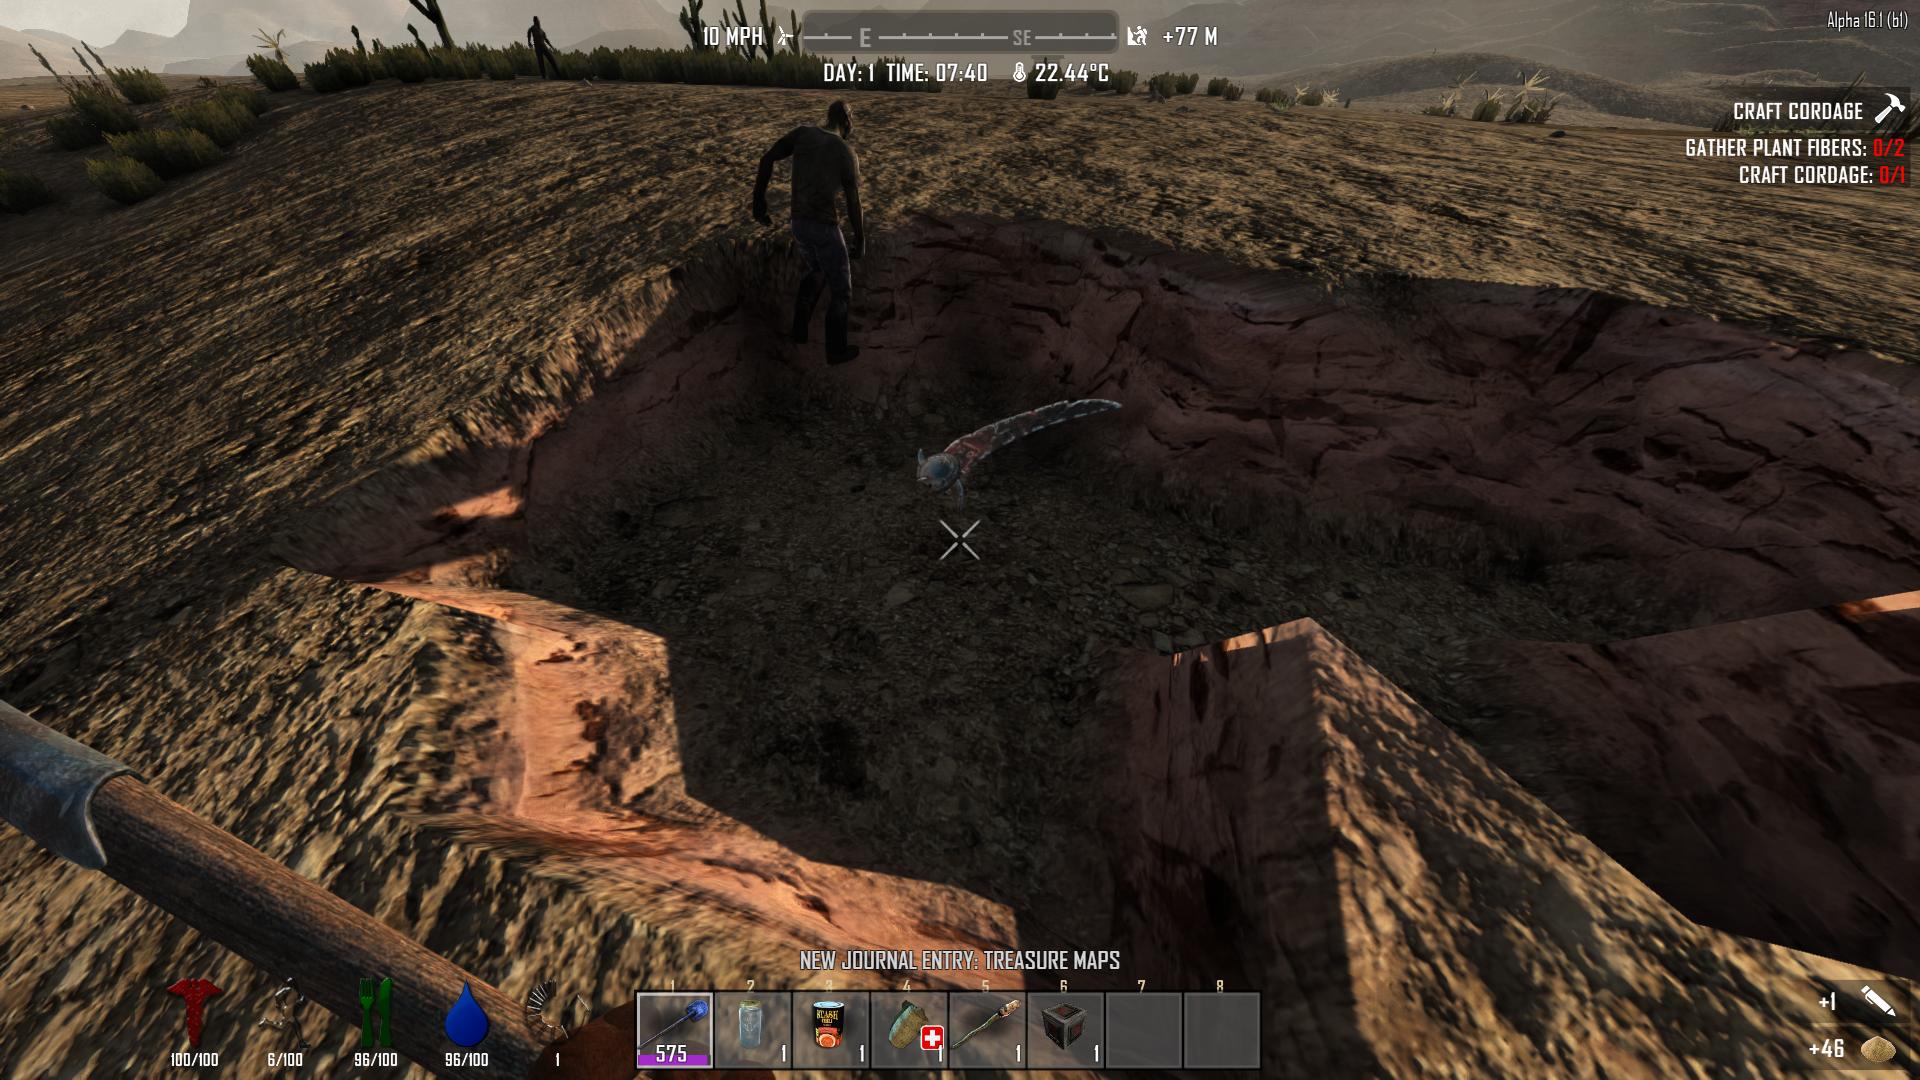 Alpha 16.1 (b1)
10 MPH E SE +77 M
DAY: 1 TIME: 07:40 22.44°C
CRAFT CORDAGE
GATHER PLANT FIBERS: 0/2
CRAFT CORDAGE: 0/1
NEW JOURNAL ENTRY: TREASURE MAPS
1 2 3 4 5 6 7 8
575 1 1 1 1 1
100/100 6/100 96/100 96/100 1
+1
+46